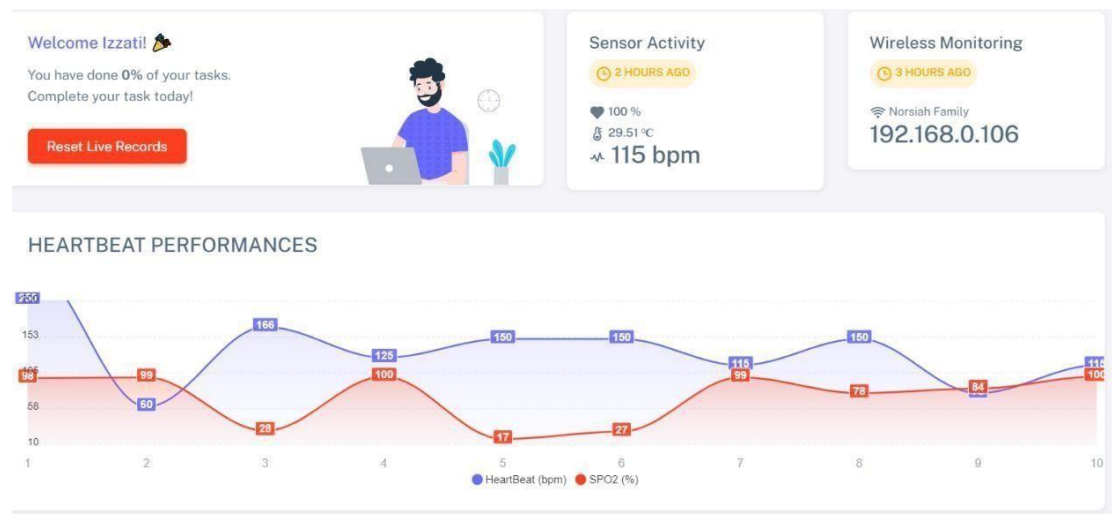 Welcome Izzati!
You have done 0% of your tasks.
Complete your task today!
Reset Live Records
Sensor Activity
2 HOURS AGO
100 %
29.51 °C
115 bpm
Wireless Monitoring
3 HOURS AGO
Norsiah Family
192.168.0.106
HEARTBEAT PERFORMANCES
200
153
58
10
98
99
28
100
17
27
99
78
84
100
60
166
125
150
150
115
150
115
1 2 3 4 5 6 7 8 9 10
HeartBeat (bpm) SPO2 (%)